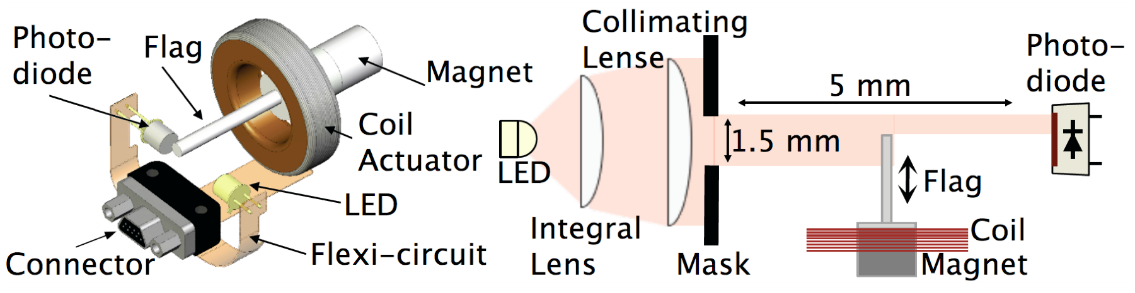 Photo-
diode
Flag
Magnet
Coil
Actuator
LED
Connector
Flexi-circuit
Collimating
Lense
Photo-
diode
5 mm
1.5 mm
LED
Flag
Integral
Lens
Mask
Coil
Magnet